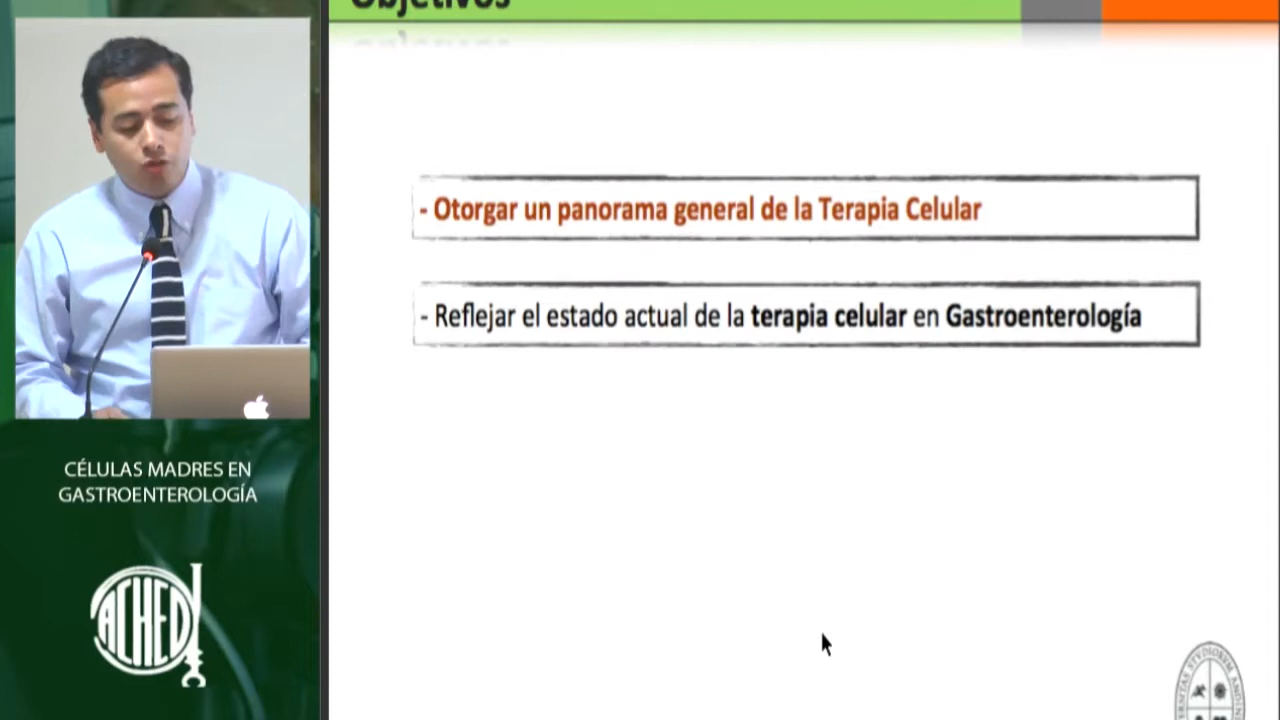 Objetivos
- Otorgar un panorama general de la Terapia Celular
- Reflejar el estado actual de la terapia celular en Gastroenterología
CÉLULAS MADRES EN
GASTROENTEROLOGÍA
ACHED